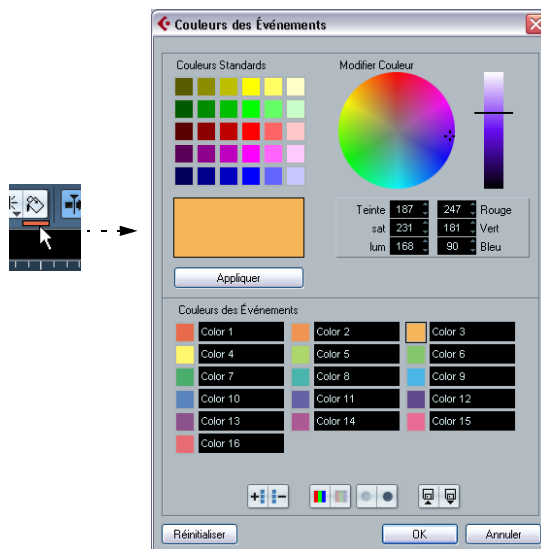 Couleurs des Événements
Couleurs Standards
Modifier Couleur
Teinte 187 247 Rouge
sat 231 181 Vert
lum 168 90 Bleu
Appliquer
Couleurs des Événements
Color 1 Color 2 Color 3
Color 4 Color 5 Color 6
Color 7 Color 8 Color 9
Color 10 Color 11 Color 12
Color 13 Color 14 Color 15
Color 16
Réinitialiser OK Annuler